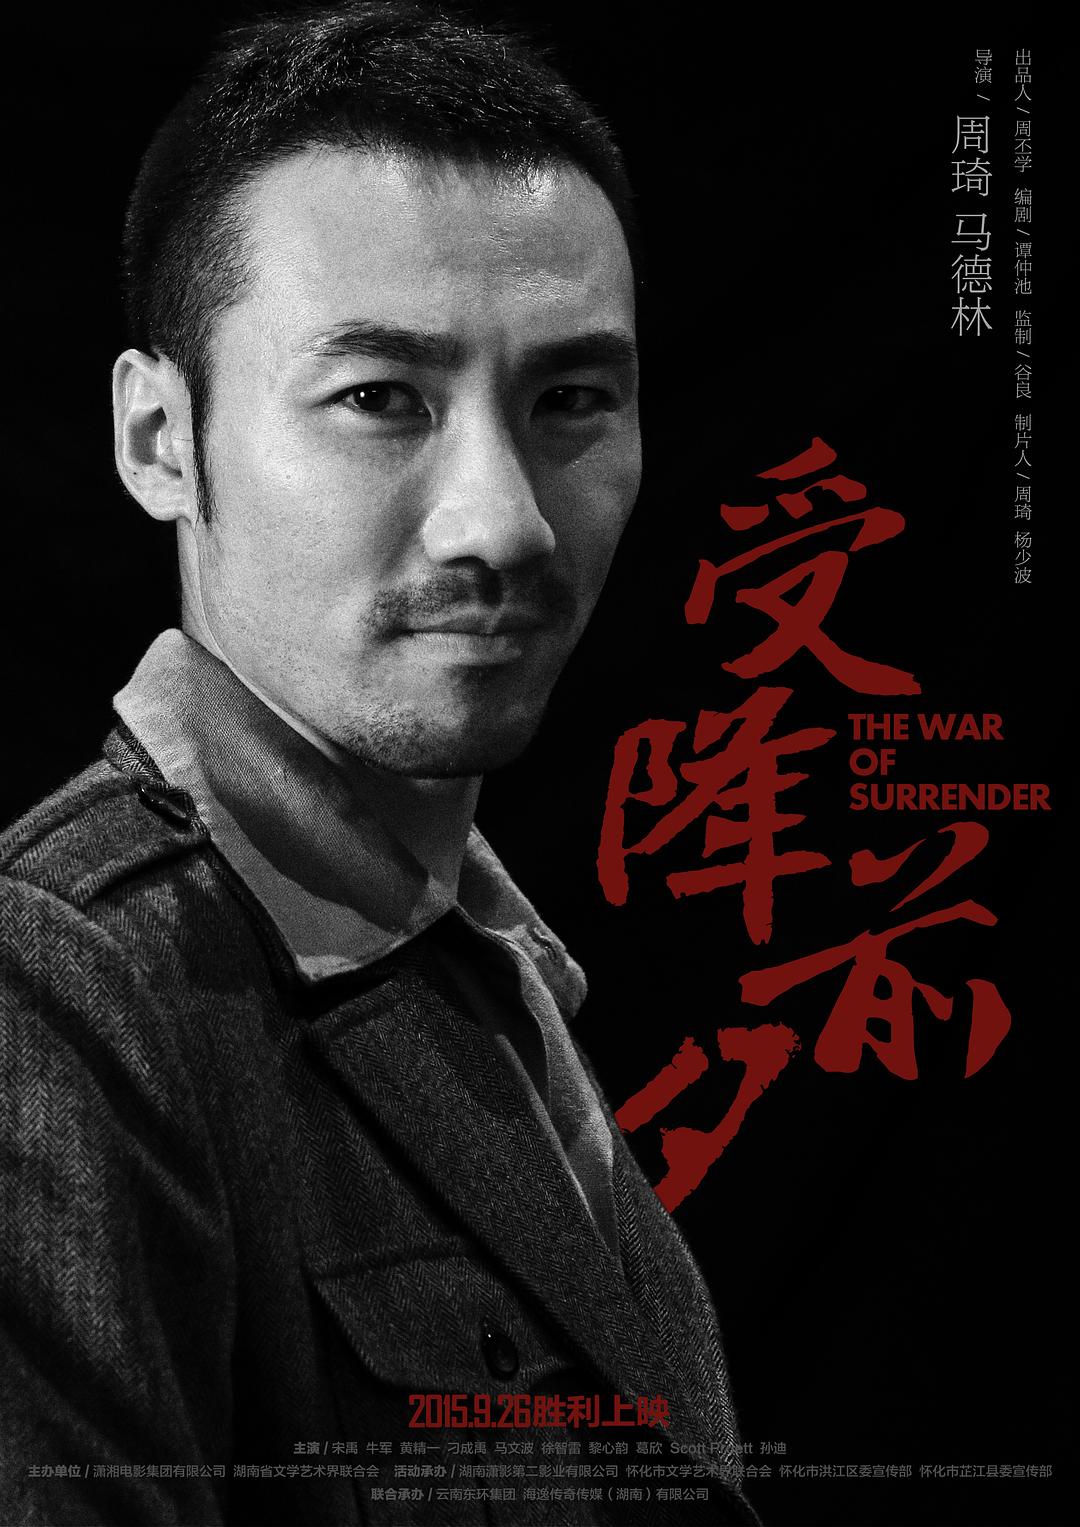 出品人 / 周丕学 编剧 / 谭仲池 监制 / 谷良 制片人 / 周琦 杨少波
导演 / 周琦 马德林
受降前夕
THE WAR
OF
SURRENDER
2015.9.26胜利上映
主演 / 宋禹 牛军 黄精一 刁成禹 马文波 徐智雷 黎心韵 葛欣 Scott 孙迪
主办单位 / 潇湘电影集团有限公司 湖南省文学艺术界联合会 活动承办 / 湖南潇影第二影业有限公司 怀化市文学艺术界联合会 怀化市洪江区委宣传部 怀化市芷江县委宣传部
联合承办 / 云南东环集团 海逸传奇传媒（湖南）有限公司